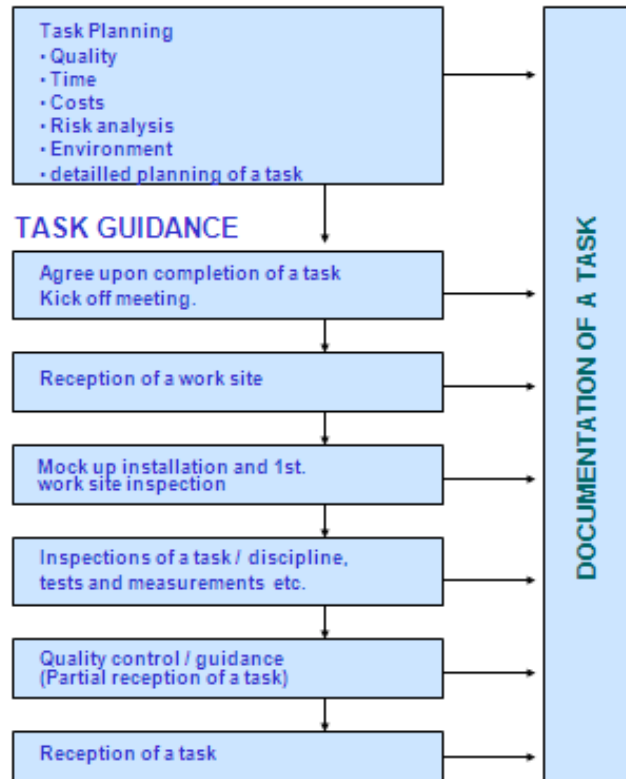 Task Planning
• Quality
• Time
• Costs
• Risk analysis
• Environment
• detailled planning of a task
TASK GUIDANCE
Agree upon completion of a task
Kick off meeting.
Reception of a work site
Mock up installation and 1st.
work site inspection
Inspections of a task / discipline,
tests and measurements etc.
Quality control / guidance
(Partial reception of a task)
Reception of a task
DOCUMENTATION OF A TASK